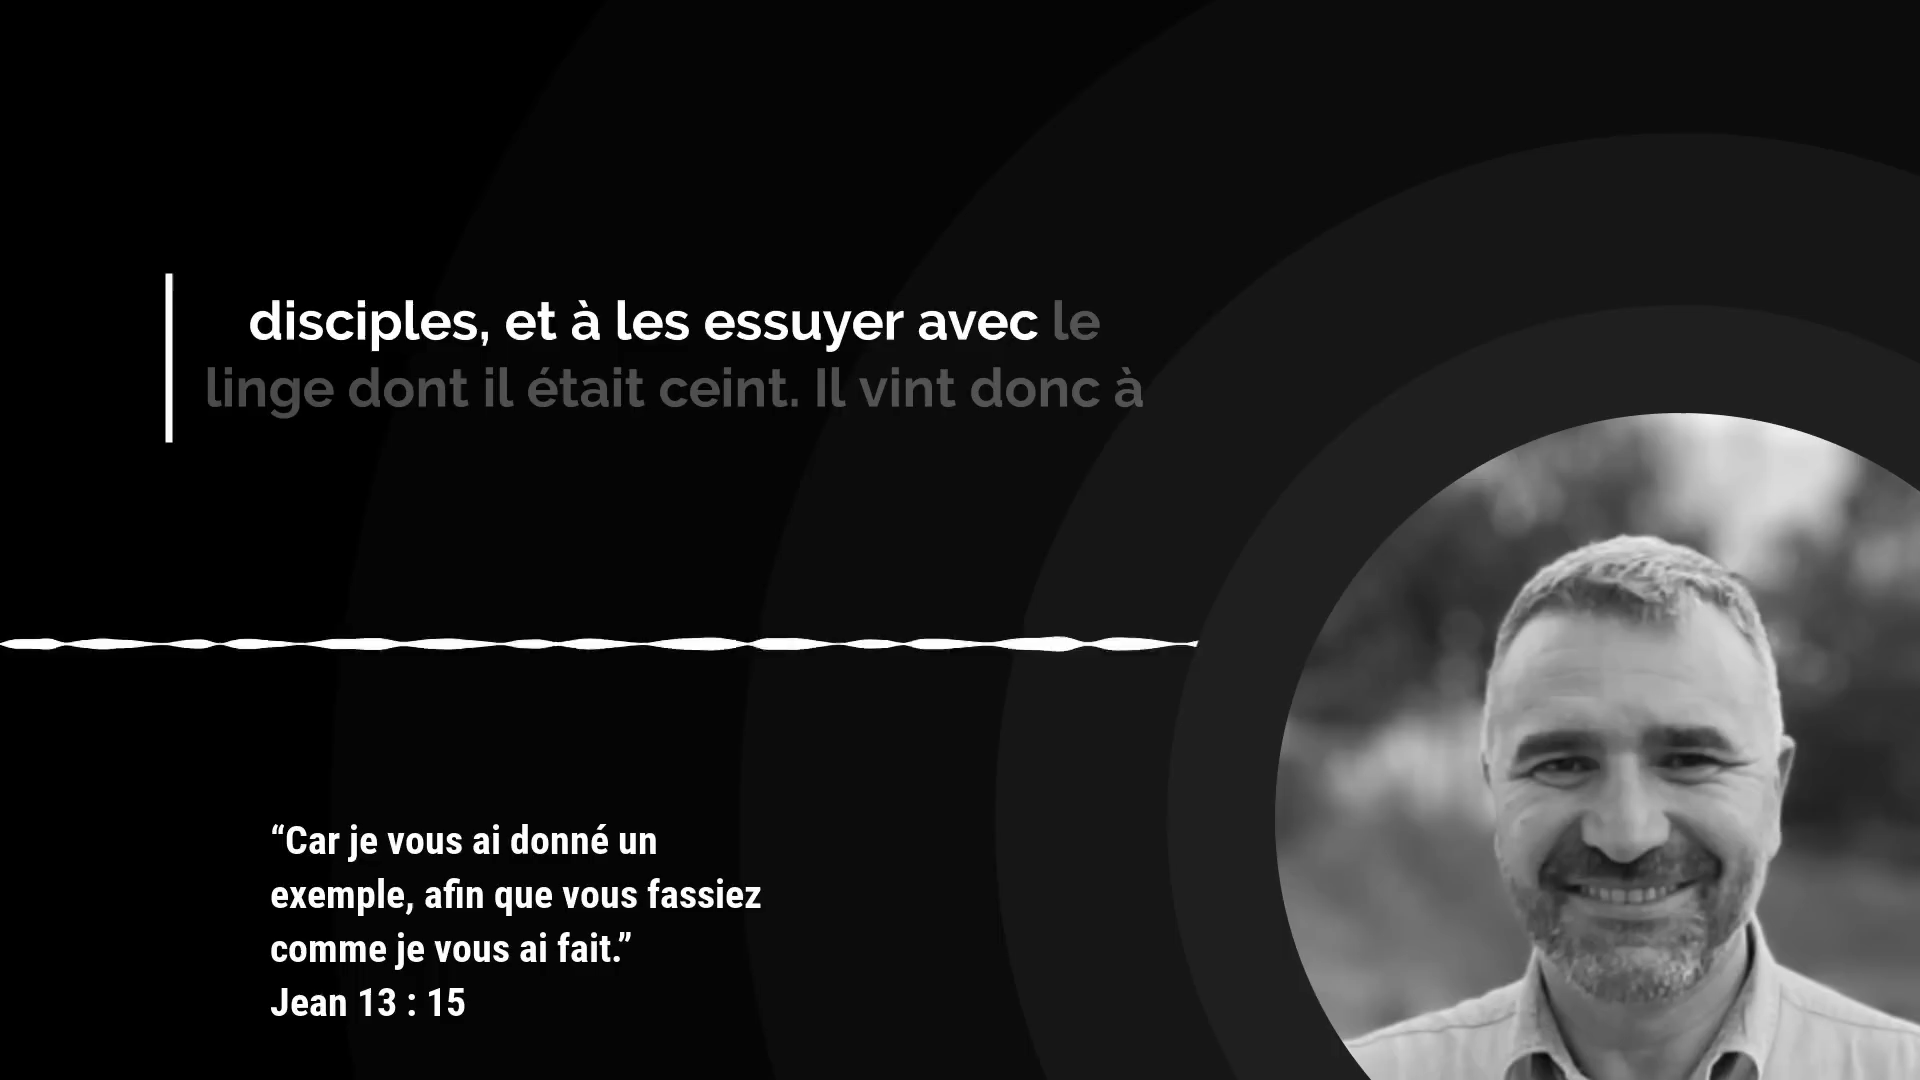 disciples, et à les essuyer avec le
linge dont il était ceint. Il vint donc à
“Car je vous ai donné un
exemple, afin que vous fassiez
comme je vous ai fait.”
Jean 13 : 15